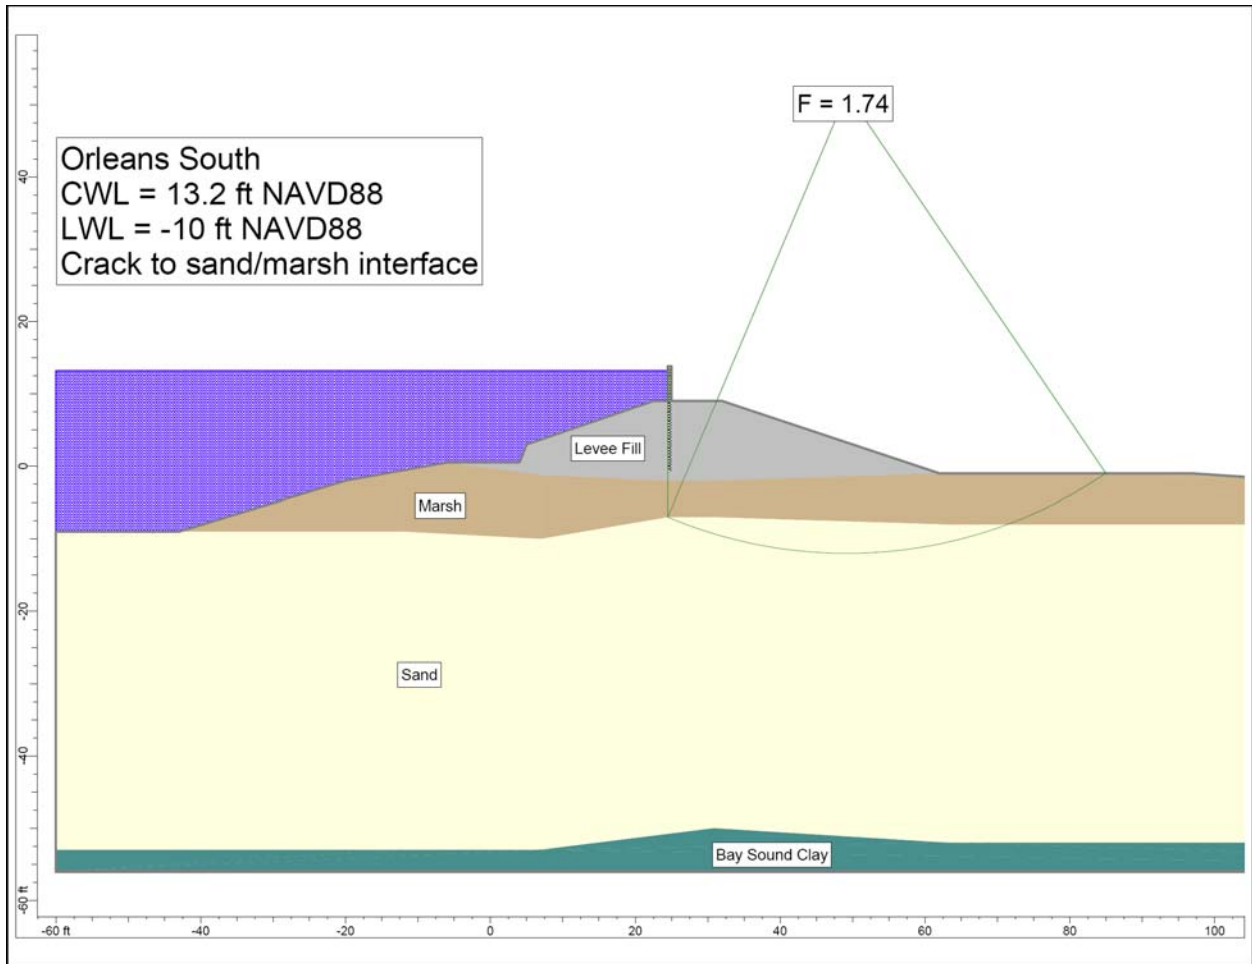 F = 1.74
Orleans South
CWL = 13.2 ft NAVD88
LWL = -10 ft NAVD88
Crack to sand/marsh interface
40
20
0
-20
-40
-60 ft
Levee Fill
Marsh
Sand
Bay Sound Clay
-60 ft -40 -20 0 20 40 60 80 100